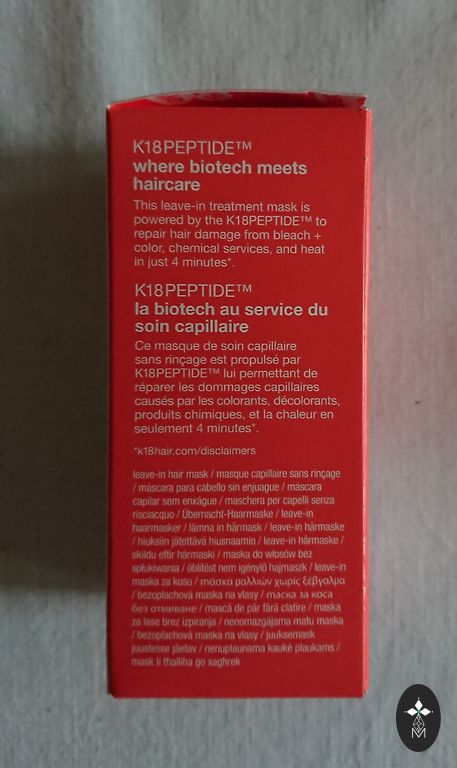 K18PEPTIDE™
where biotech meets
haircare
This leave-in treatment mask is
powered by the K18PEPTIDE™ to
repair hair damage from bleach +
color, chemical services, and heat
in just 4 minutes*.
K18PEPTIDE™
la biotech au service du
soin capillaire
Ce masque de soin capillaire
sans rinçage est propulsé par
K18PEPTIDE™ lui permettant de
réparer les dommages capillaires
causés par les colorants, décolorants,
produits chimiques, et la chaleur en
seulement 4 minutes*.
*k18hair.com/disclaimers
leave-in hair mask / masque capillaire sans rinçage
/ máscara para cabello sin enjuague / máscara
capilar sem enxágue / maschera per capelli senza
risciacquo / Übernacht-Haarmaske / leave-in
haarmasker / lämna in hårmask / leave-in hårmaske
/ hiuksiin jätettävä hiusnaamio / leave-in hårmaske /
skildu eftir hármaski / maska do włosów bez
spłukiwania / öblítést nem igénylő hajmaszk / leave-in
maska za kosu / μάσκα μαλλιών χωρίς ξέβγαλμα
/ bezoplachová maska na vlasy / маска за коса
без отмиване / mască de păr fără clatire / maska
za lase brez izpiranja / nenomazgājama matu maska
/ bezoplachová maska na vlasy / juuksemask
juustesse jäetav / nenuplaunama kaukė plaukams /
mask li tħalliha go xagħrek
M